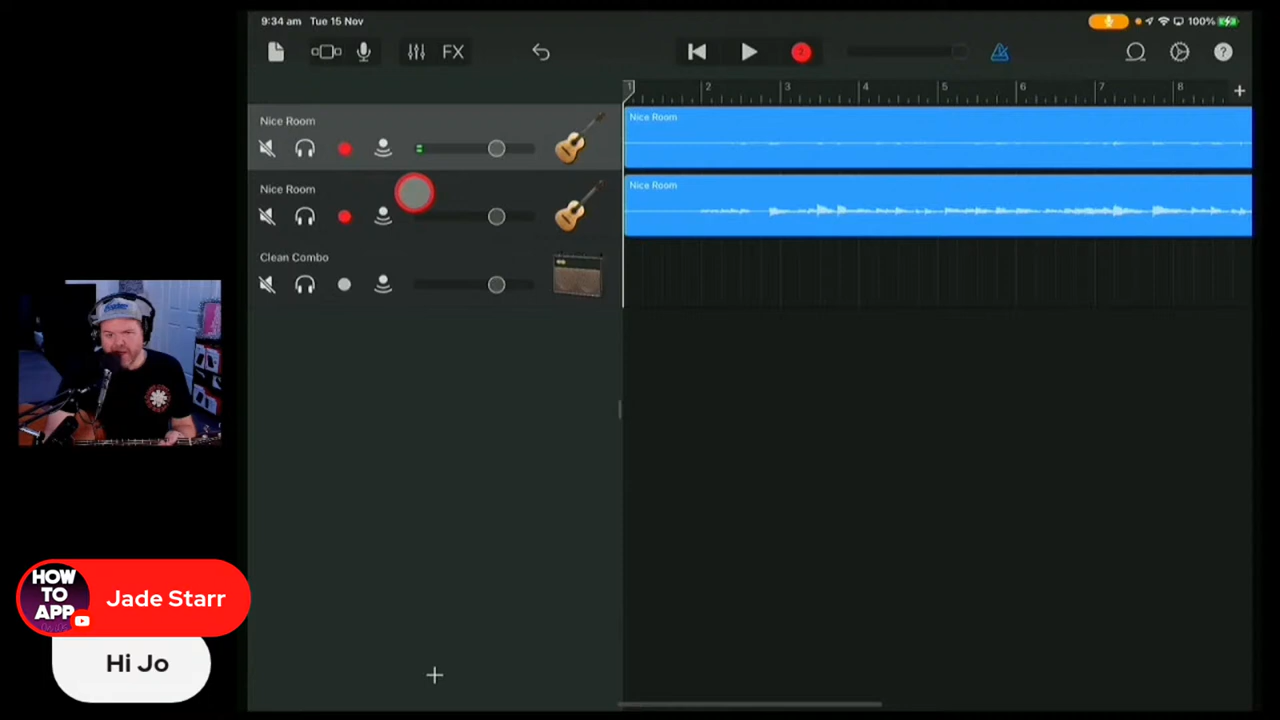 9:34 am Tue 15 Nov
100%
FX
2
?
1 2 3 4 5 6 7 8
Nice Room
Nice Room
Nice Room
Nice Room
Clean Combo
HOW
TO
APP
Jade Starr
Hi Jo